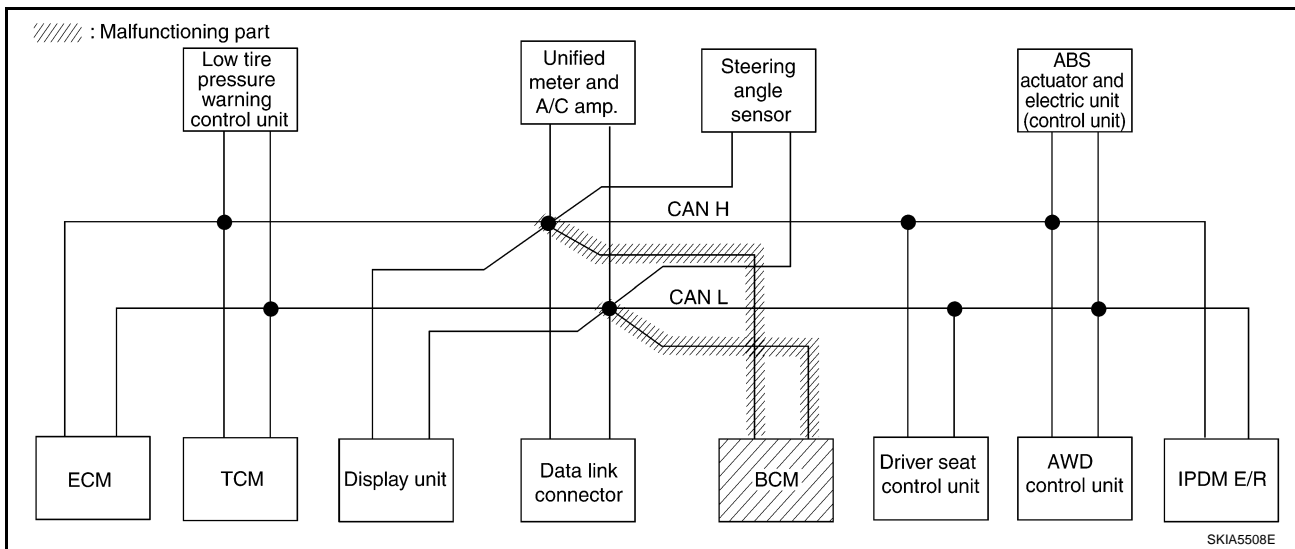 : Malfunctioning part
Low tire
pressure
warning
control unit
Unified
meter and
A/C amp.
Steering
angle
sensor
ABS
actuator and
electric unit
(control unit)
CAN H
CAN L
ECM
TCM
Display unit
Data link
connector
BCM
Driver seat
control unit
AWD
control unit
IPDM E/R
SKIA5508E